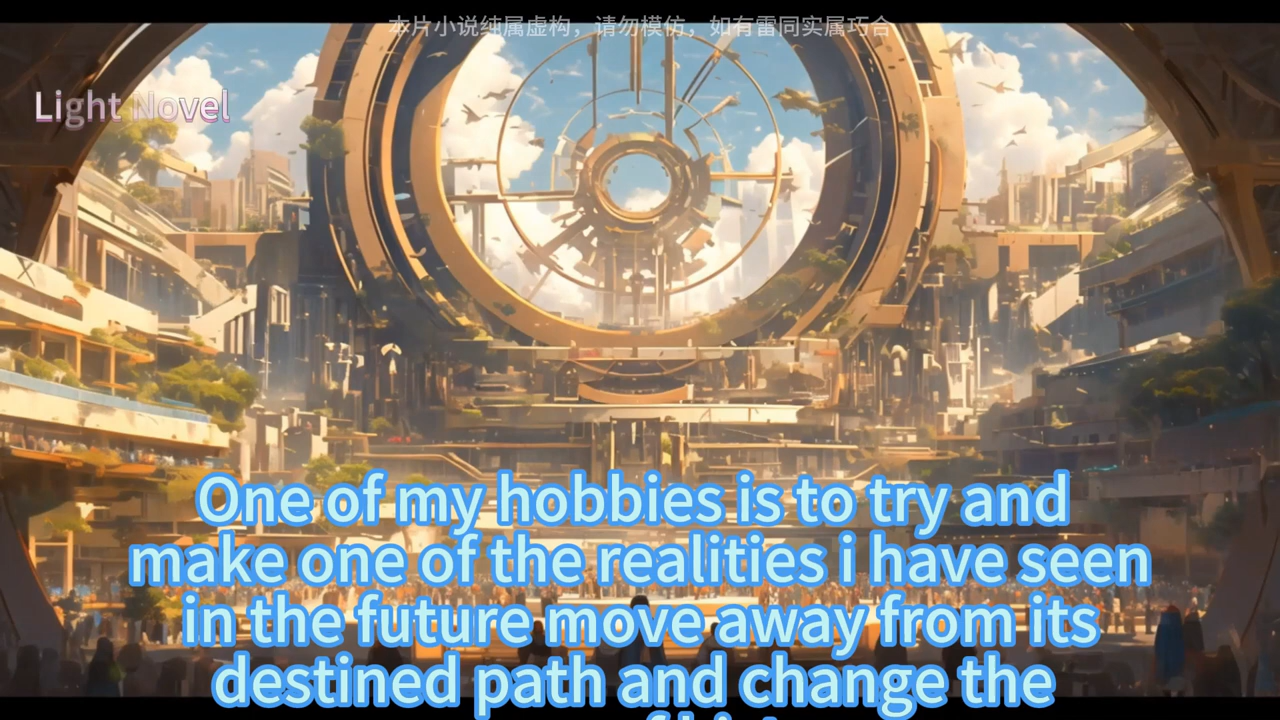 本片小说纯属虚构，请勿模仿，如有雷同实属巧合
Light Novel
One of my hobbies is to try and
make one of the realities i have seen
in the future move away from its
destined path and change the